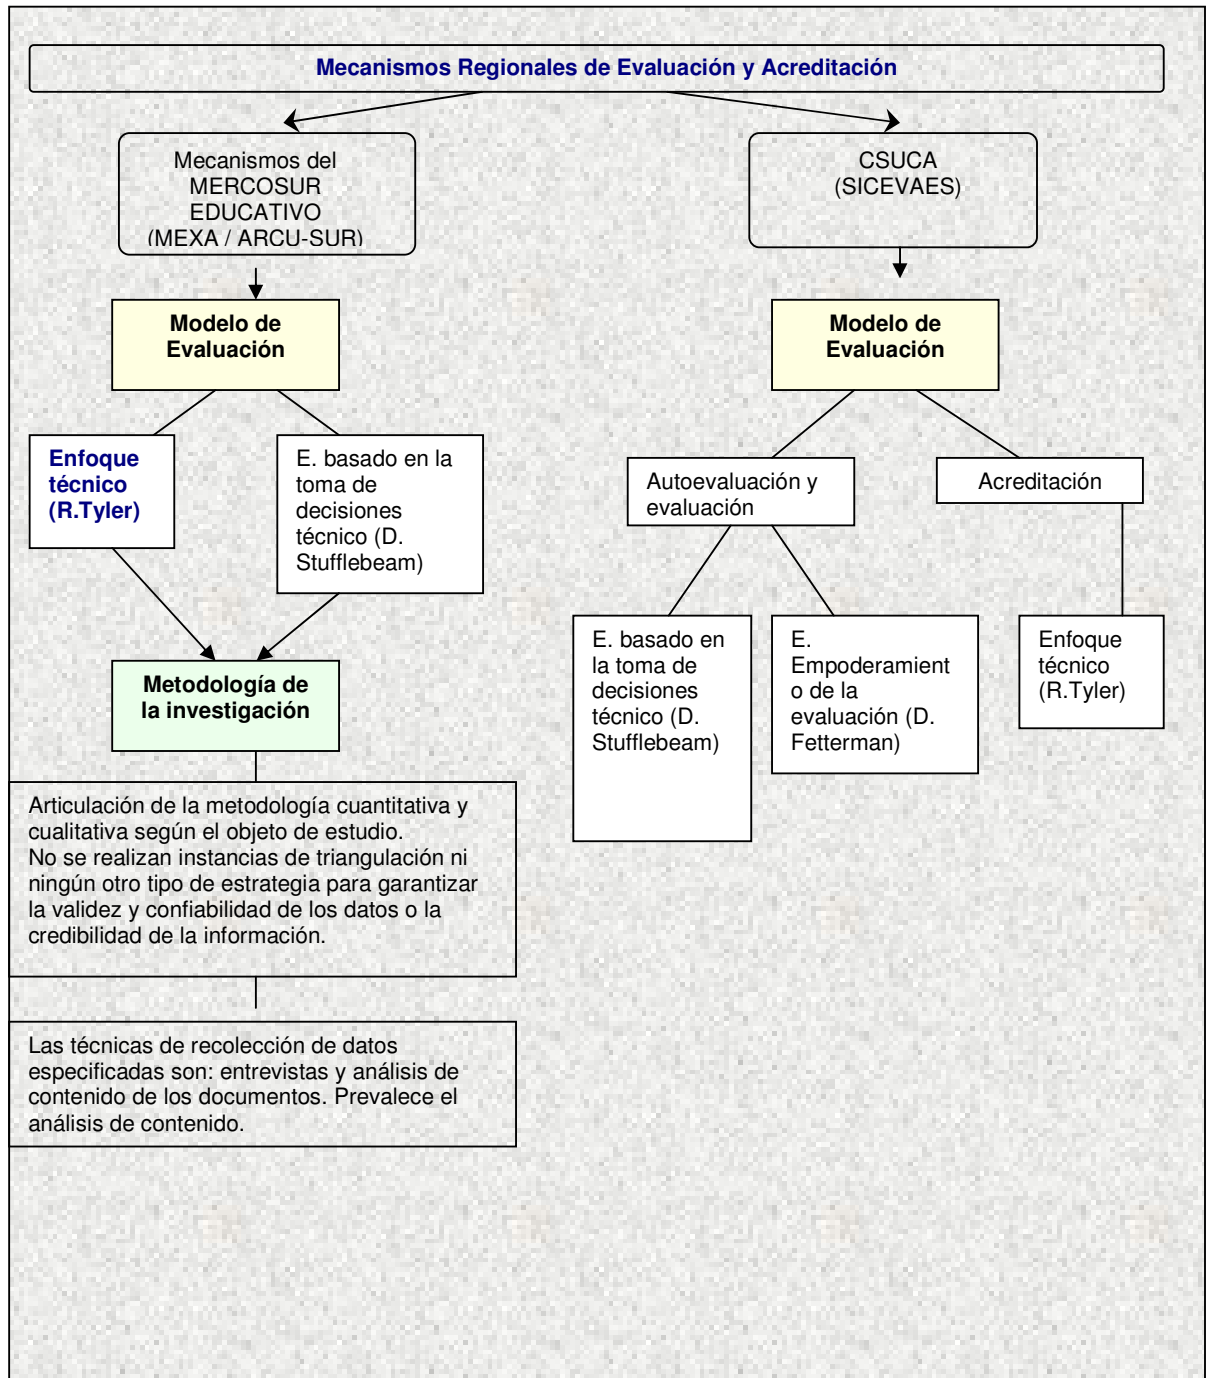 Mecanismos Regionales de Evaluación y Acreditación
Mecanismos del
MERCOSUR
EDUCATIVO
(MEXA / ARCU-SUR)
CSUCA
(SICEVAES)
Modelo de
Evaluación
Modelo de
Evaluación
Enfoque
técnico
(R.Tyler)
E. basado en la
toma de
decisiones
técnico (D.
Stufflebeam)
Autoevaluación y
evaluación
Acreditación
E. basado en
la toma de
decisiones
técnico (D.
Stufflebeam)
E.
Empoderamient
o de la
evaluación (D.
Fetterman)
Enfoque
técnico
(R.Tyler)
Metodología de
la investigación
Articulación de la metodología cuantitativa y
cualitativa según el objeto de estudio.
No se realizan instancias de triangulación ni
ningún otro tipo de estrategia para garantizar
la validez y confiabilidad de los datos o la
credibilidad de la información.
Las técnicas de recolección de datos
especificadas son: entrevistas y análisis de
contenido de los documentos. Prevalece el
análisis de contenido.